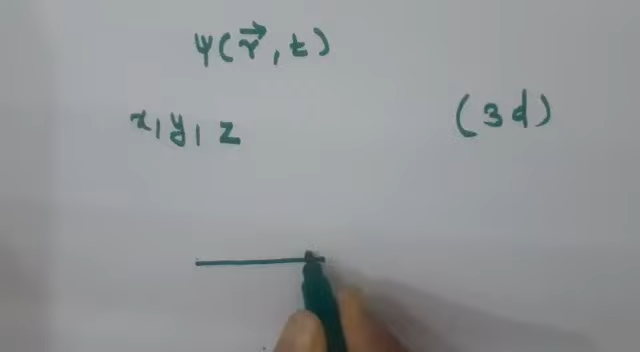 ψ(r⃗, t)
x, y, z
(3d)